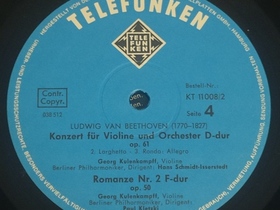 TELEFUNKEN
TELE
FUN
KEN
Bestell-Nr.:
KT 11008/2
Seite 4
Contr.
Copyr.
LUDWIG VAN BEETHOVEN (1770-1827)
Konzert für Violine und Orchester D-dur
op. 61
2. Larghetto 3. Rondo: Allegro
Georg Kulenkampff, Violine
Berliner Philharmoniker, Dirigent: Hans Schmidt-Isserstedt
Romanze Nr. 2 F-dur
op. 50
Georg Kulenkampff, Violine
Berliner Philharmoniker, Dirigent: